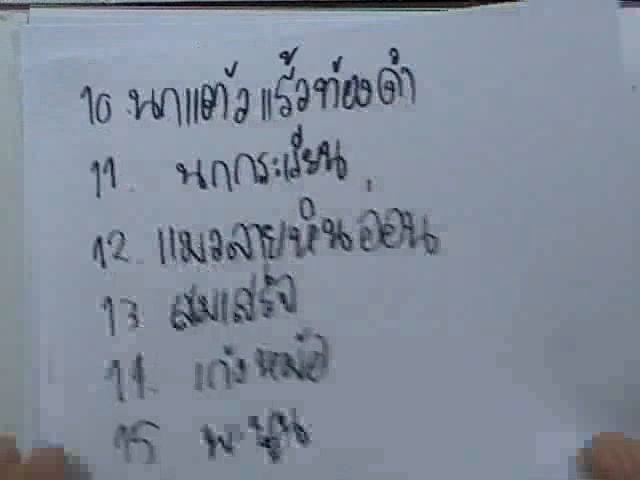 10. นกแต้วแร้วท้องดำ
11. นกกระเรียน
12. แมวลายหินอ่อน
13 สมเสร็จ
14. เก้งหม้อ
15 พะยูน